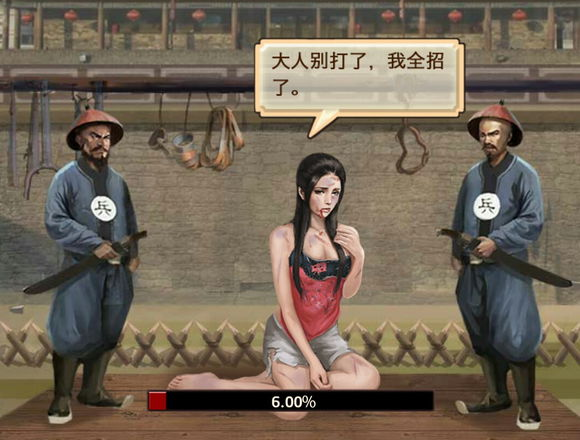 大人别打了，我全招
了。
兵
兵
6.00%